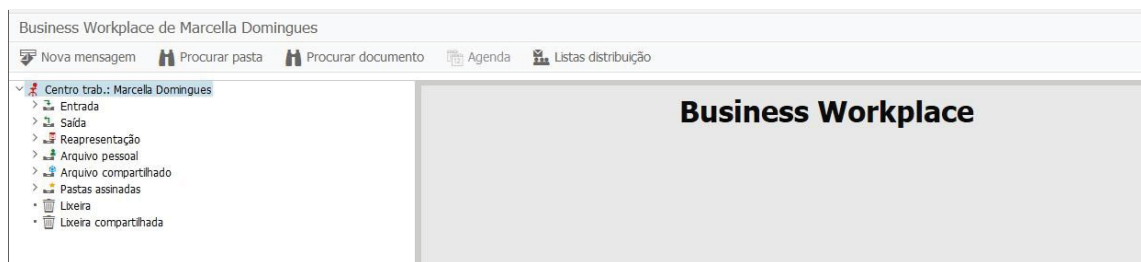 Business Workplace de Marcella Domingues
Nova mensagem Procurar pasta Procurar documento Agenda Listas distribuição
Centro trab.: Marcella Domingues
Entrada
Saída
Reapresentação
Arquivo pessoal
Arquivo compartilhado
Pastas assinadas
Lixeira
Lixeira compartilhada
Business Workplace